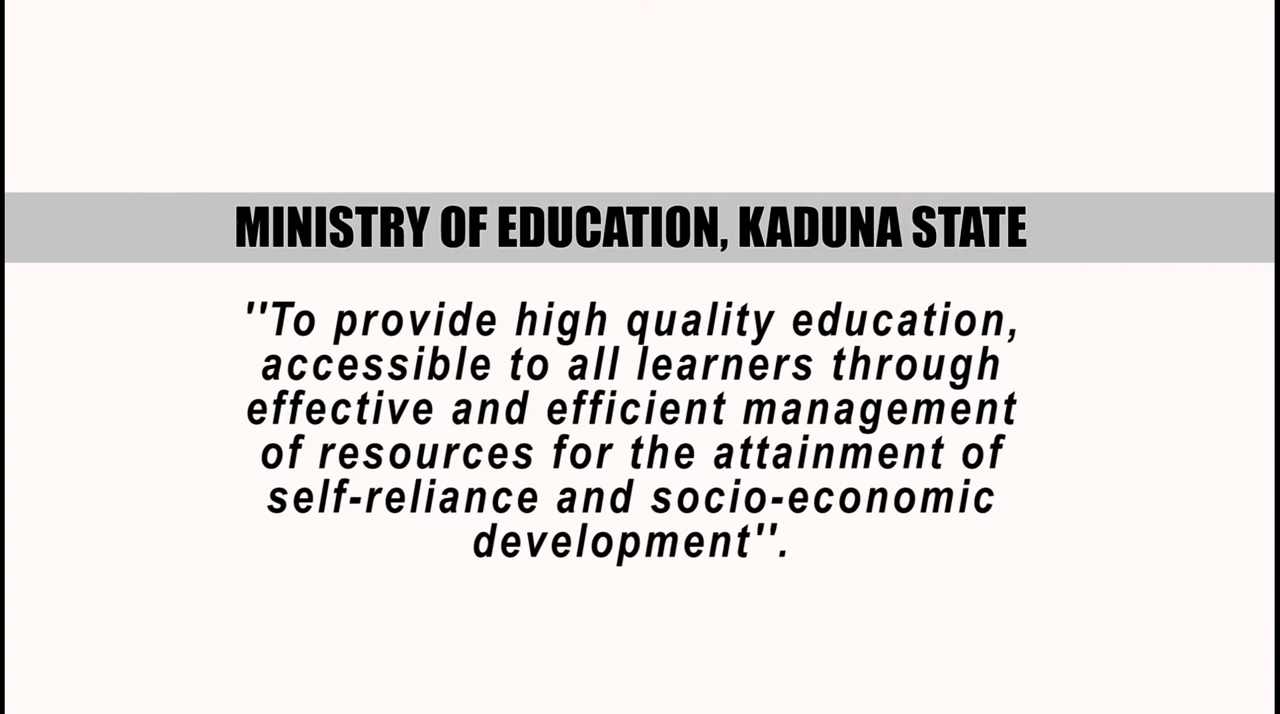 MINISTRY OF EDUCATION, KADUNA STATE
''To provide high quality education,
accessible to all learners through
effective and efficient management
of resources for the attainment of
self-reliance and socio-economic
development''.